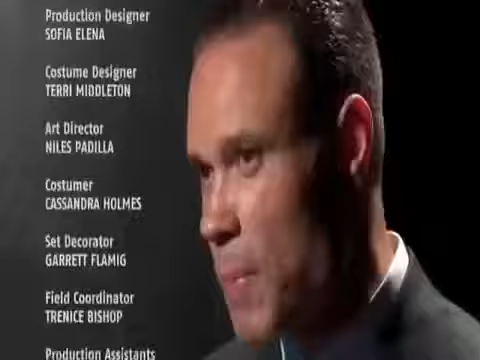 Production Designer
SOFIA ELENA
Costume Designer
TERRI MIDDLETON
Art Director
NILES PADILLA
Costumer
CASSANDRA HOLMES
Set Decorator
GARRETT FLAMIG
Field Coordinator
TRENICE BISHOP
Production Assistants